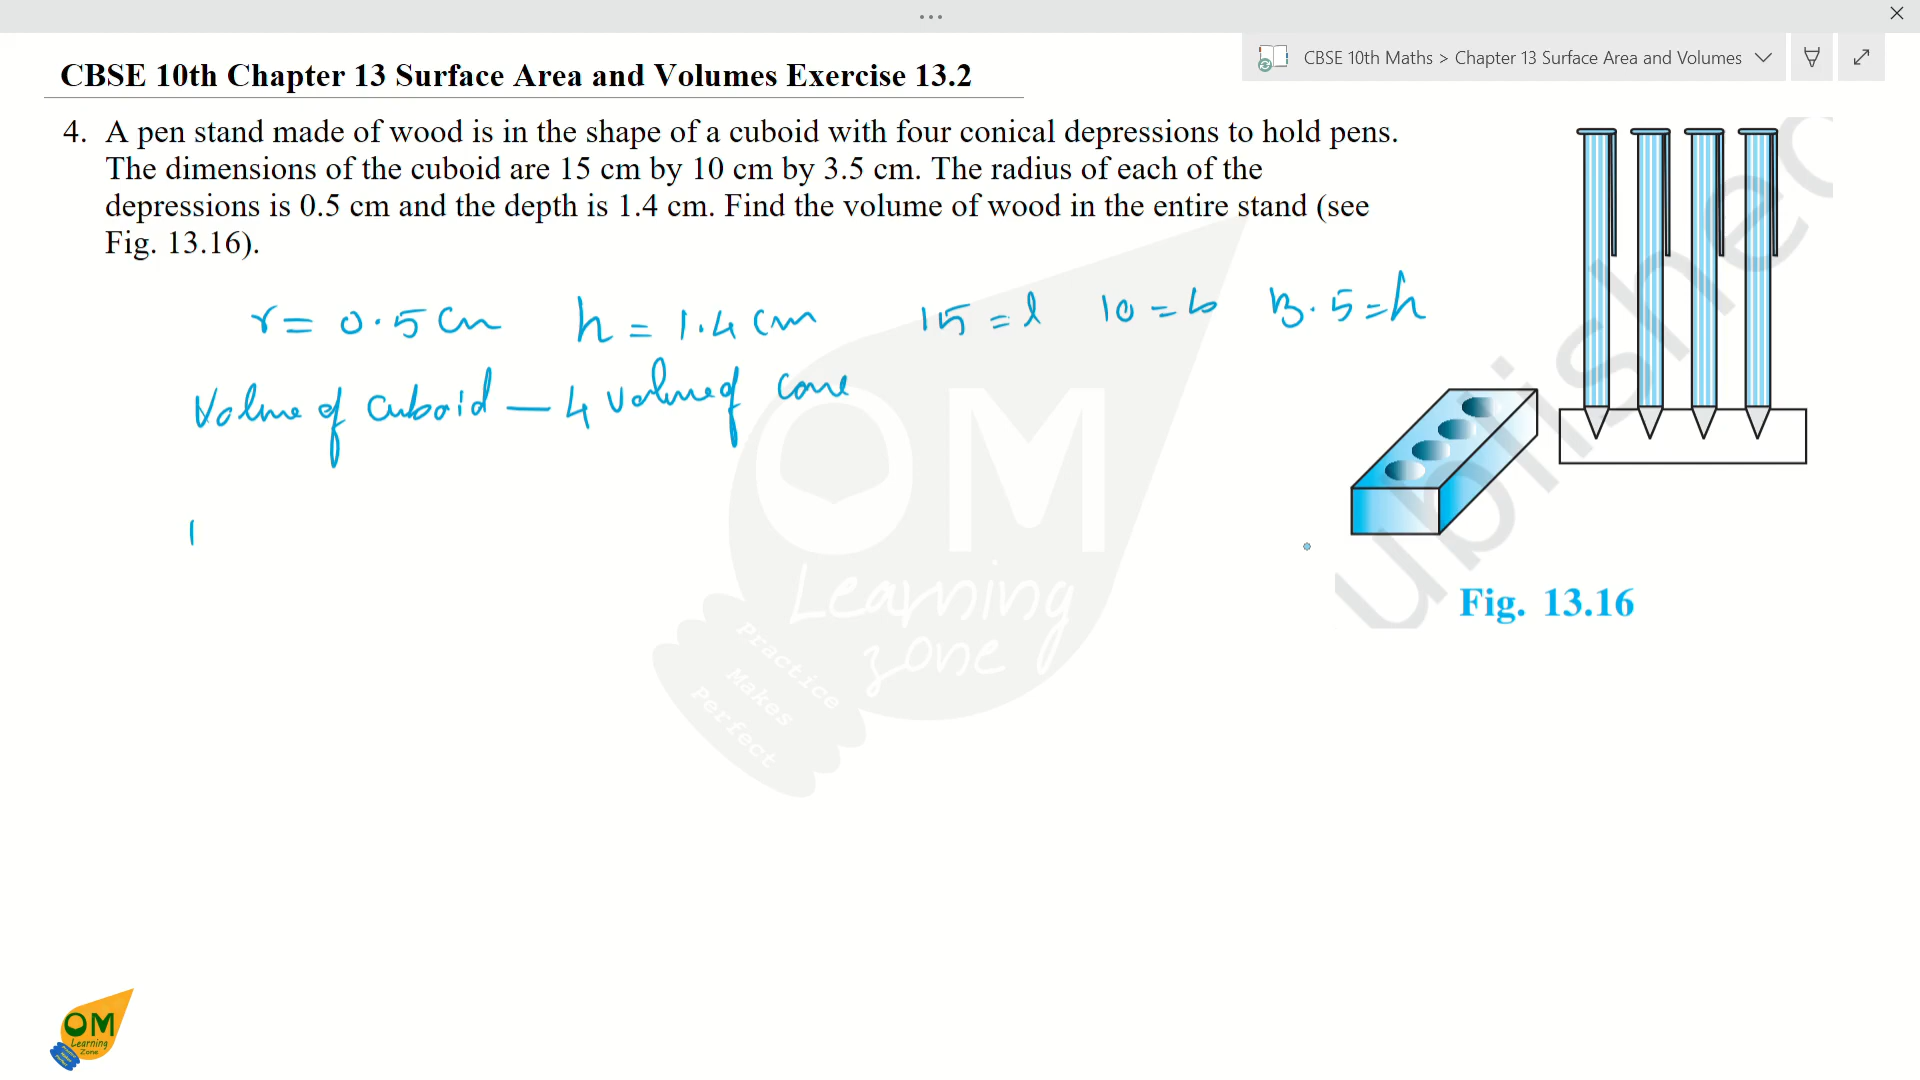 CBSE 10th Chapter 13 Surface Area and Volumes Exercise 13.2
CBSE 10th Maths > Chapter 13 Surface Area and Volumes
4. A pen stand made of wood is in the shape of a cuboid with four conical depressions to hold pens.
The dimensions of the cuboid are 15 cm by 10 cm by 3.5 cm. The radius of each of the
depressions is 0.5 cm and the depth is 1.4 cm. Find the volume of wood in the entire stand (see
Fig. 13.16).
r = 0.5 cm h = 1.4 cm 15 = l 10 = b 3.5 = h
Volume of cuboid — 4 volume of cone
ublished
Fig. 13.16
OM
Learning
zone
Practice
Makes
Perfect
OM
Learning
Zone